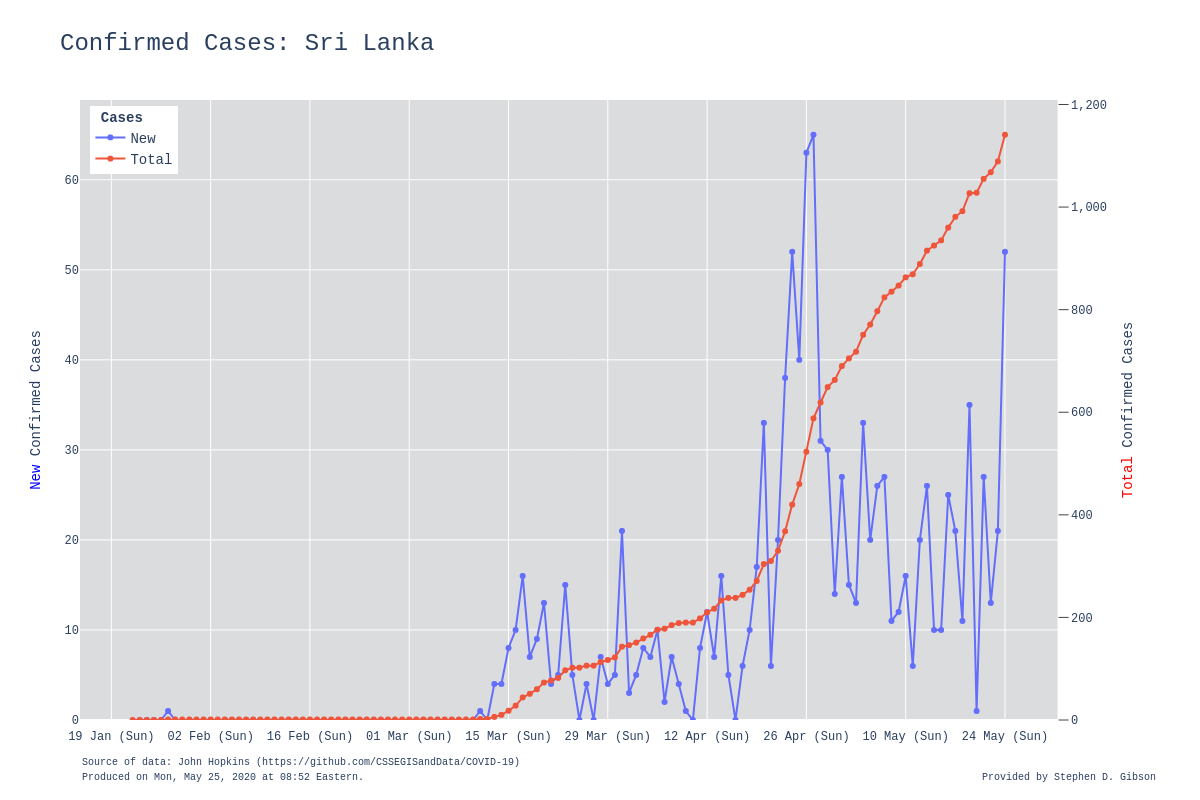 Confirmed Cases: Sri Lanka
Cases
New
Total
New Confirmed Cases
60
50
40
30
20
10
0
1,200
1,000
800
600
400
200
0
Total Confirmed Cases
19 Jan (Sun) 02 Feb (Sun) 16 Feb (Sun) 01 Mar (Sun) 15 Mar (Sun) 29 Mar (Sun) 12 Apr (Sun) 26 Apr (Sun) 10 May (Sun) 24 May (Sun)
Source of data: John Hopkins (https://github.com/CSSEGISandData/COVID-19)
Produced on Mon, May 25, 2020 at 08:52 Eastern.
Provided by Stephen D. Gibson